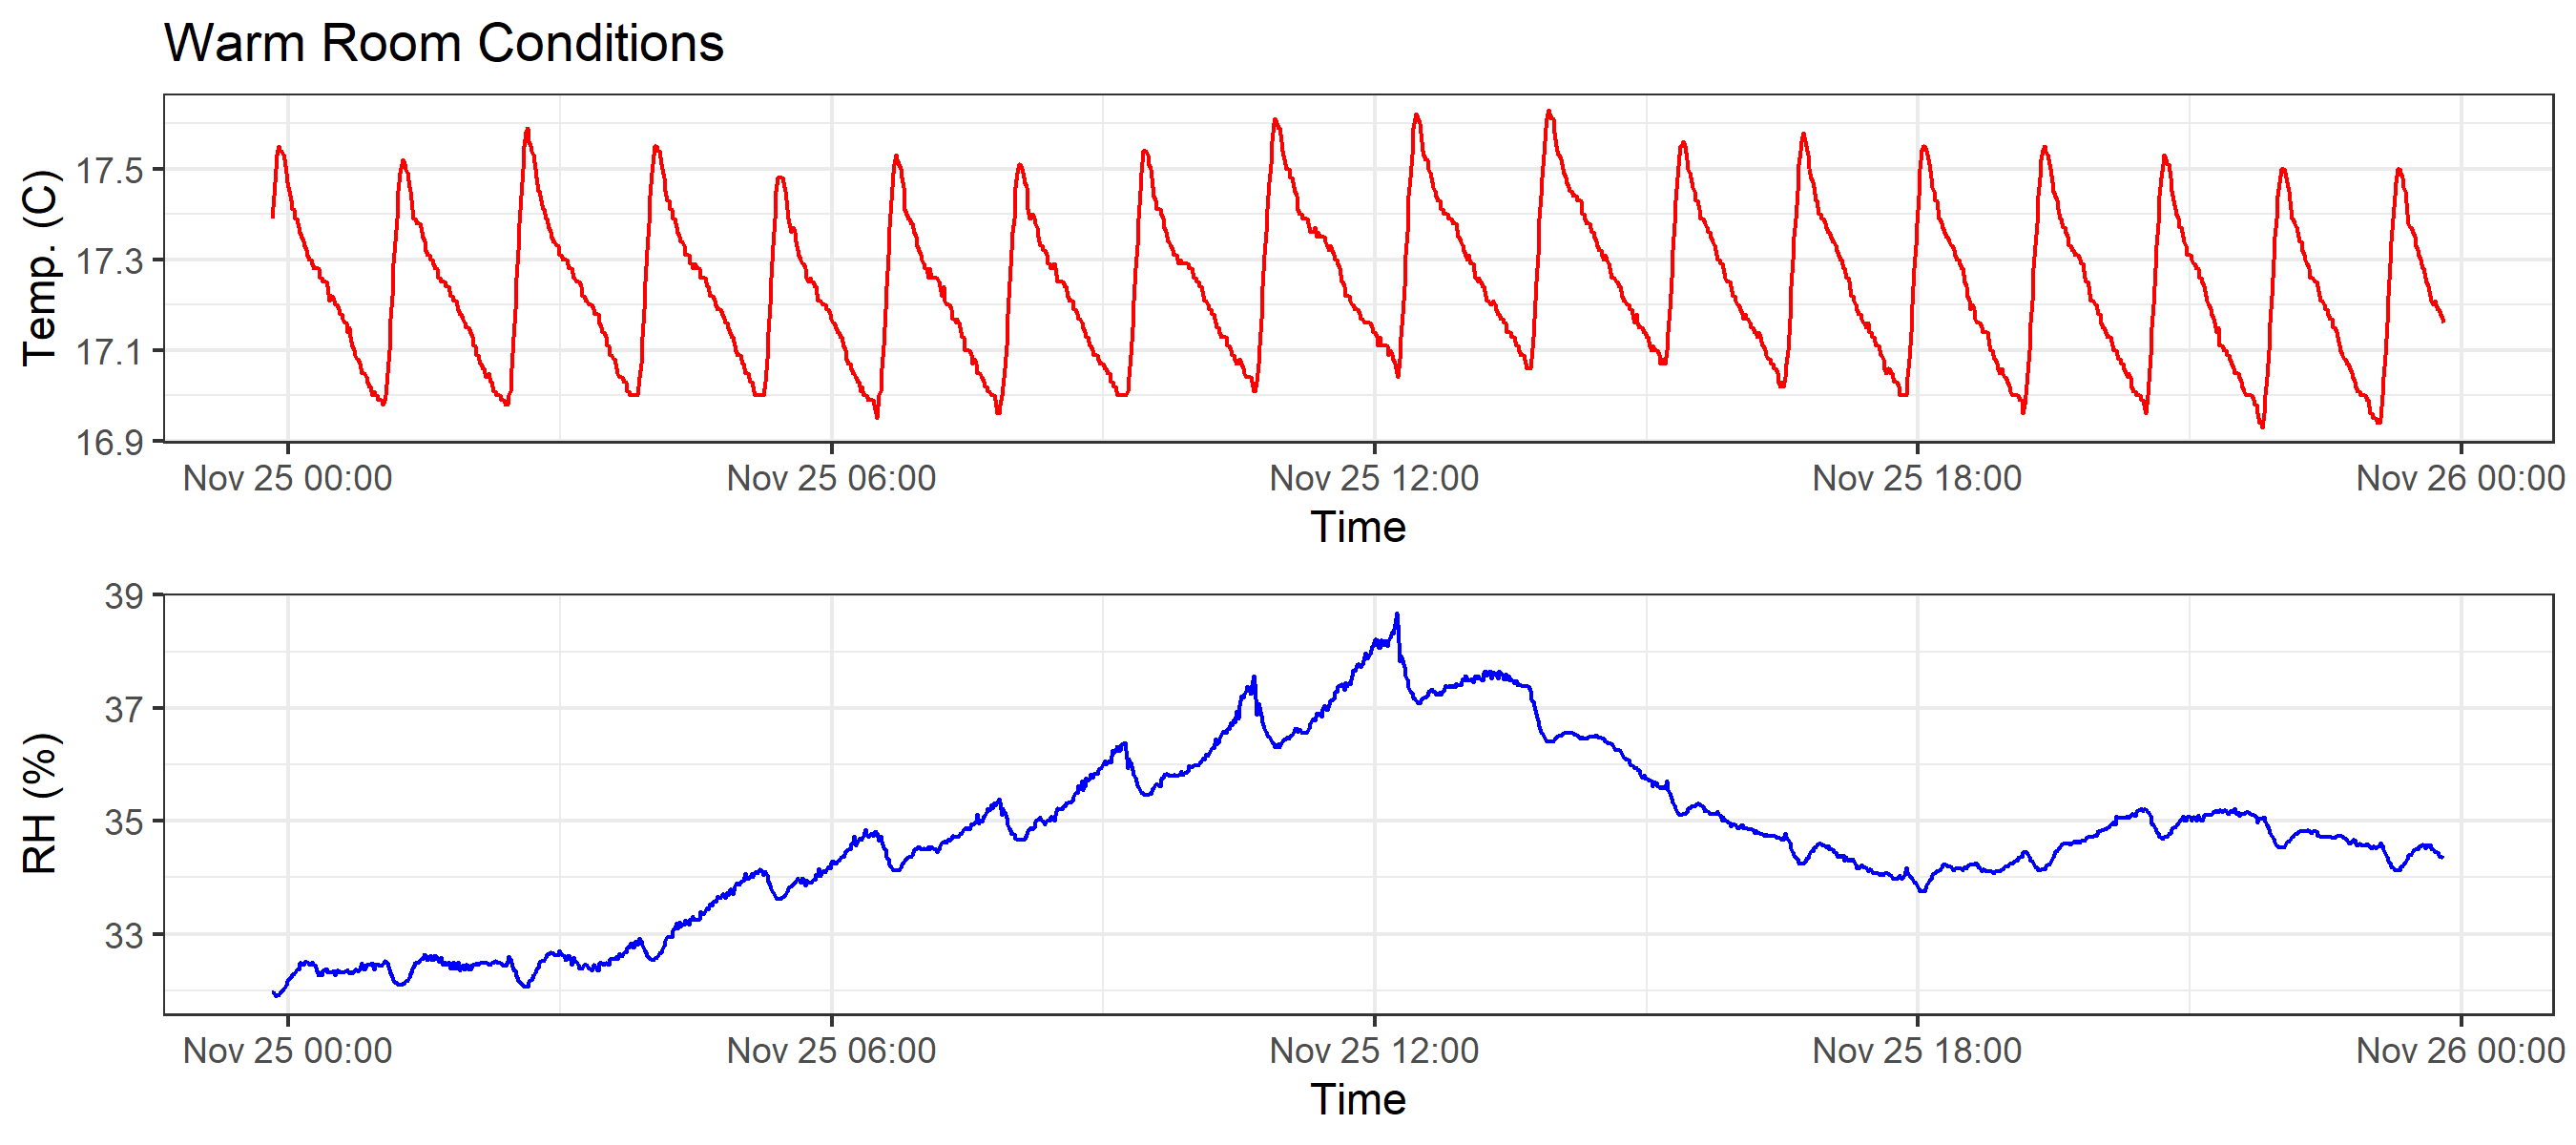 Warm Room Conditions
Temp. (C)
17.5
17.3
17.1
16.9
Nov 25 00:00 Nov 25 06:00 Nov 25 12:00 Nov 25 18:00 Nov 26 00:00
Time
RH (%)
39
37
35
33
Nov 25 00:00 Nov 25 06:00 Nov 25 12:00 Nov 25 18:00 Nov 26 00:00
Time